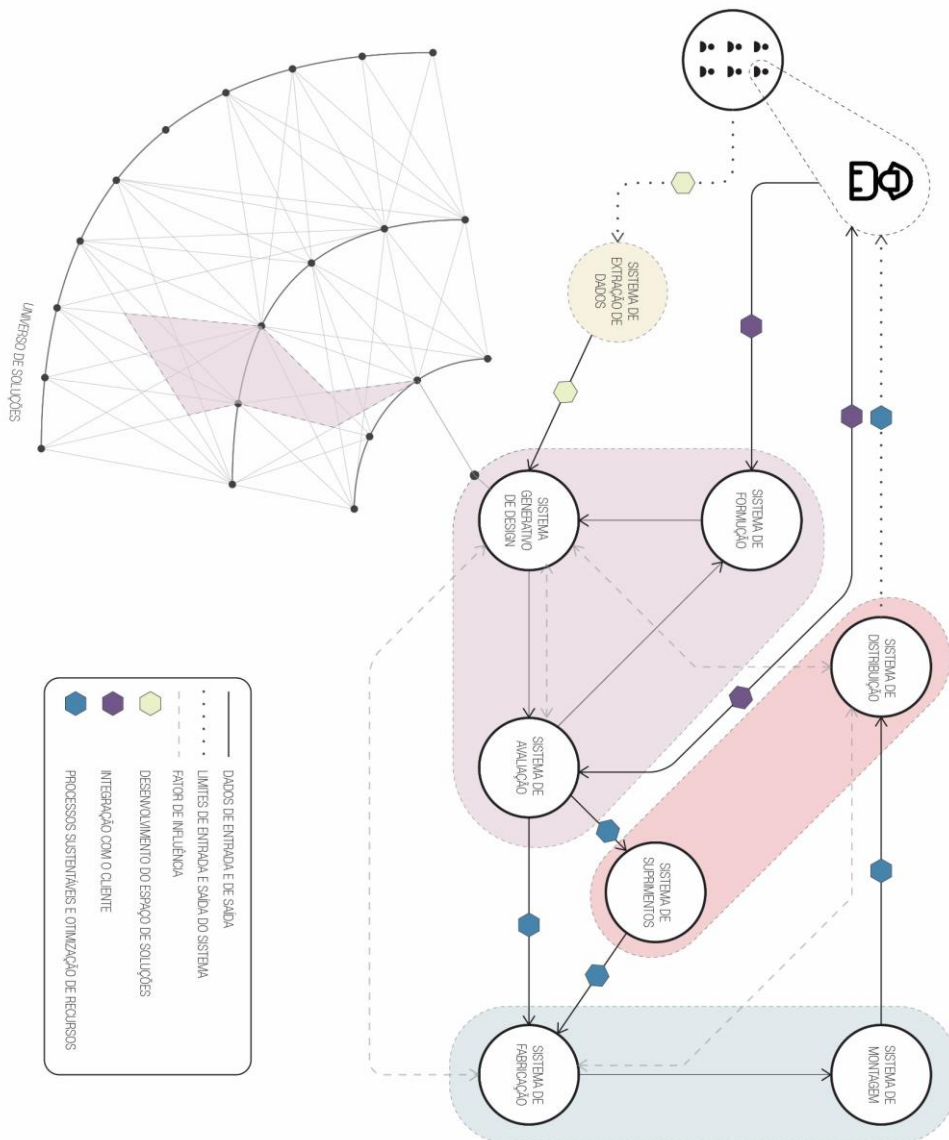 SISTEMA DE
EXTRAÇÃO DE
DADOS
SISTEMA DE
FORMUÇÃO
SISTEMA
GENERATIVO
DE DESIGN
SISTEMA DE
AVALIAÇÃO
SISTEMA DE
DISTRIBUIÇÃO
SISTEMA DE
SUPRIMENTOS
SISTEMA DE
MONTAGEM
SISTEMA DE
FABRICAÇÃO
UNIVERSO DE SOLUÇÕES
DADOS DE ENTRADA E DE SAÍDA
LIMITES DE ENTRADA E SAÍDA DO SISTEMA
FATOR DE INFLUÊNCIA
DESENVOLVIMENTO DO ESPAÇO DE SOLUÇÕES
INTEGRAÇÃO COM O CLIENTE
PROCESSOS SUSTENTÁVEIS E OTIMIZAÇÃO DE RECURSOS